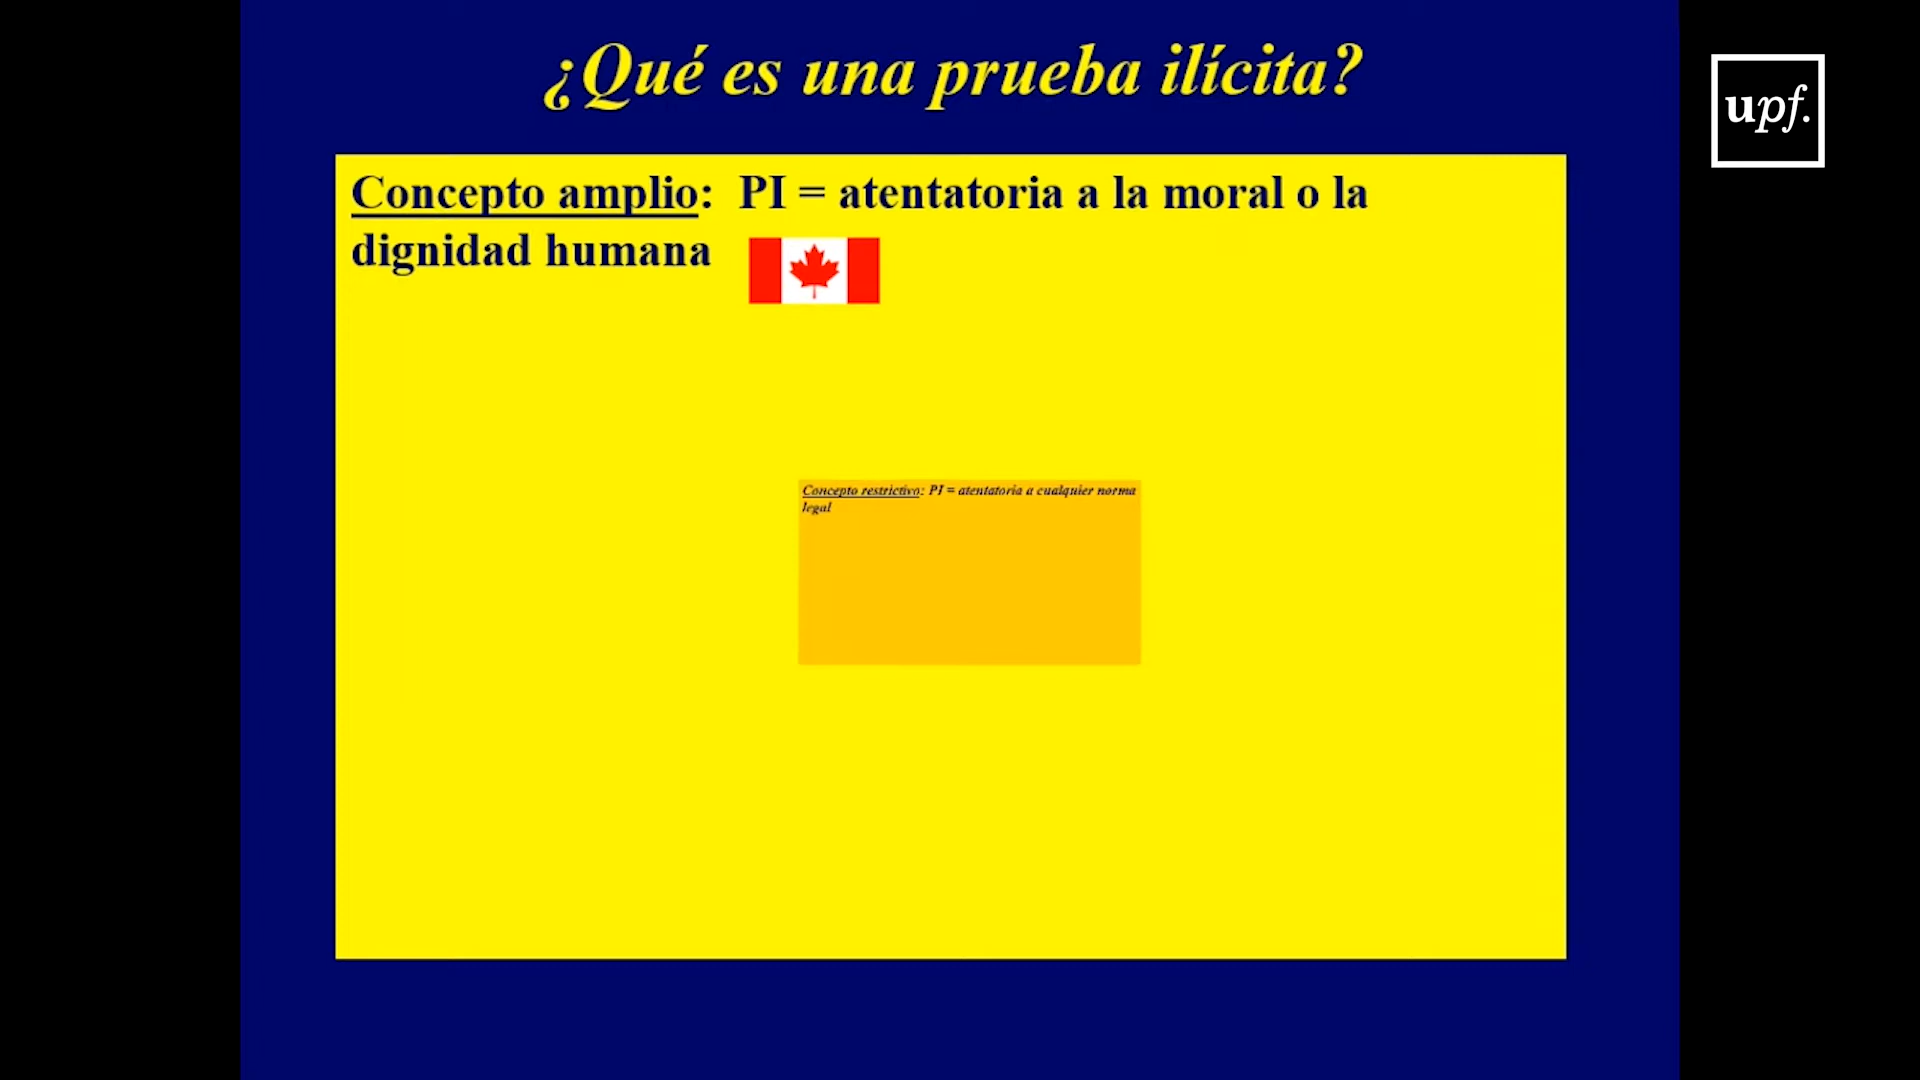 ¿Qué es una prueba ilícita?
upf.
Concepto amplio: PI = atentatoria a la moral o la
dignidad humana
Concepto restrictivo: PI = atentatoria a cualquier norma
legal